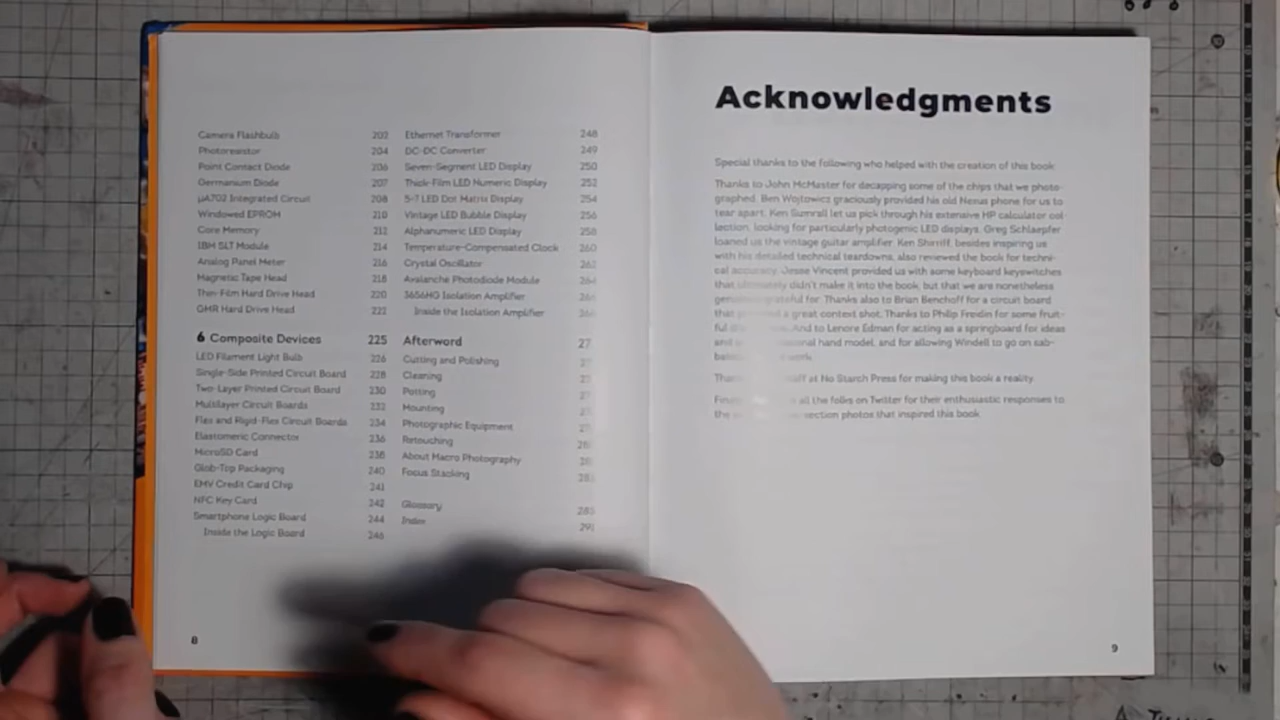 Camera Flashbulb 202
Photoresistor 204
Point Contact Diode 206
Germanium Diode 207
µA702 Integrated Circuit 208
Windowed EPROM 210
Core Memory 212
IBM SLT Module 214
Analog Panel Meter 216
Magnetic Tape Head 218
Thin-Film Hard Drive Head 220
GMR Hard Drive Head 222
6 Composite Devices 225
LED Filament Light Bulb 226
Single-Side Printed Circuit Board 228
Two-Layer Printed Circuit Board 230
Multilayer Circuit Boards 232
Flex and Rigid-Flex Circuit Boards 234
Elastomeric Connector 236
MicroSD Card 238
Glob-Top Packaging 240
EMV Credit Card Chip 241
NFC Key Card 242
Smartphone Logic Board 244
Inside the Logic Board 246
Ethernet Transformer 248
DC-DC Converter 249
Seven-Segment LED Display 250
Thick-Film LED Numeric Display 252
5×7 LED Dot Matrix Display 254
Vintage LED Bubble Display 256
Alphanumeric LED Display 258
Temperature-Compensated Clock 260
Crystal Oscillator 262
Avalanche Photodiode Module 264
3656HG Isolation Amplifier
Inside the Isolation Amplifier
Afterword
Cutting and Polishing
Cleaning
Potting
Mounting
Photographic Equipment
Retouching
About Macro Photography
Focus Stacking
Glossary
Index
8
Acknowledgments
Special thanks to the following who helped with the creation of this book:
Thanks to John McMaster for decapping some of the chips that we photo-
graphed. Ben Wojtowicz graciously provided his old Nexus phone for us to
tear apart. Ken Sumrall let us pick through his extensive HP calculator col-
lection, looking for particularly photogenic LED displays. Greg Schlaepfer
loaned us the vintage guitar amplifier. Ken Shirriff, besides inspiring us
with his detailed technical teardowns, also reviewed the book for techni-
cal accuracy. Jesse Vincent provided us with some keyboard keyswitches
that ultimately didn't make it into the book, but that we are nonetheless
grateful for. Thanks also to Brian Benchoff for a circuit board
that a great context shot. Thanks to Philip Freidin for some fruit-
ful And to Lenore Edman for acting as a springboard for ideas
and hand model, and for allowing Windell to go on sab-
work.
at No Starch Press for making this book a reality.
all the folks on Twitter for their enthusiastic responses to
the section photos that inspired this book.
9